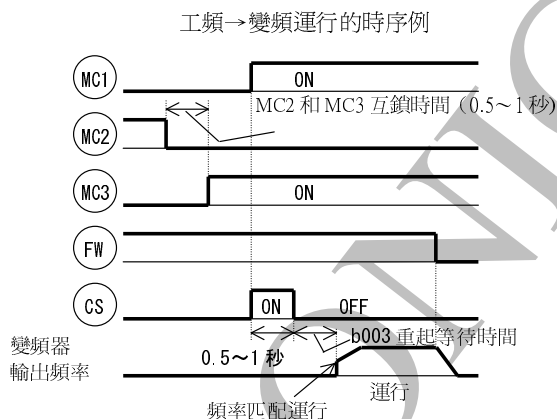 工頻→變頻運行的時序例
MC1
ON
MC2 和 MC3 互鎖時間（0.5～1 秒)
MC2
MC3
ON
FW
CS
ON
OFF
b003 重起等待時間
變頻器
輸出頻率
0.5～1 秒
運行
頻率匹配運行